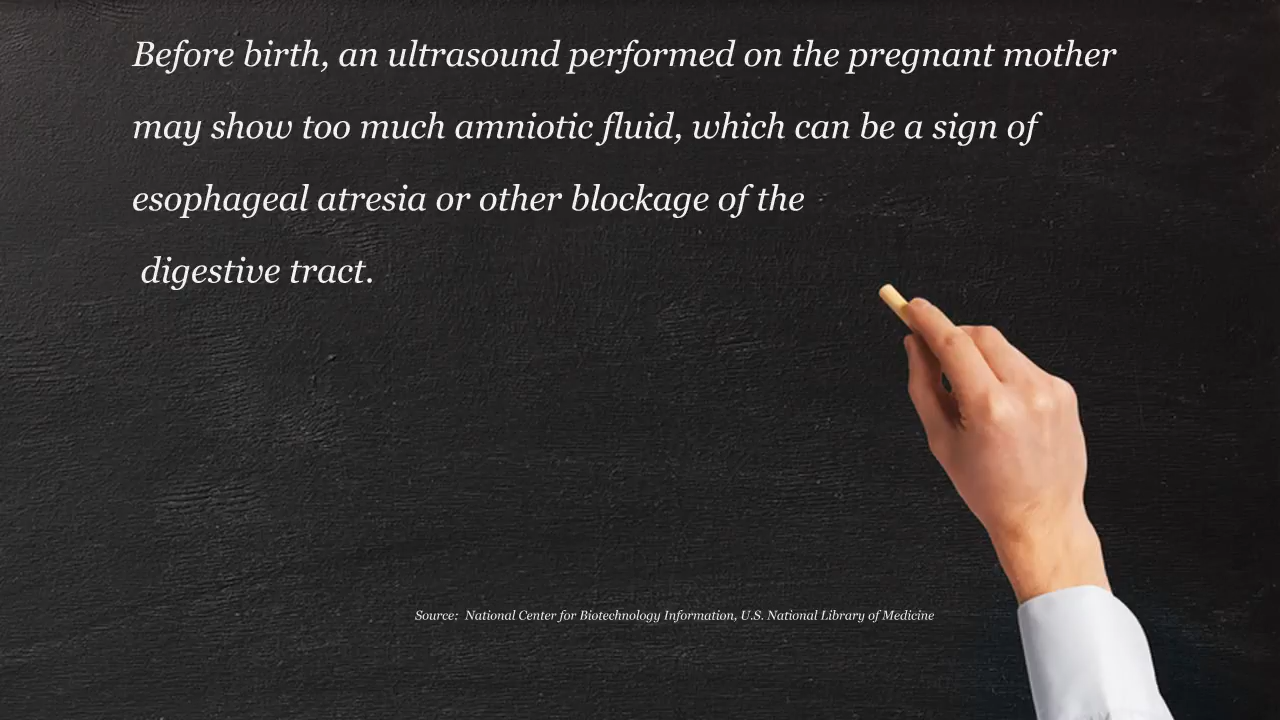 Before birth, an ultrasound performed on the pregnant mother
may show too much amniotic fluid, which can be a sign of
esophageal atresia or other blockage of the
digestive tract.
Source: National Center for Biotechnology Information, U.S. National Library of Medicine